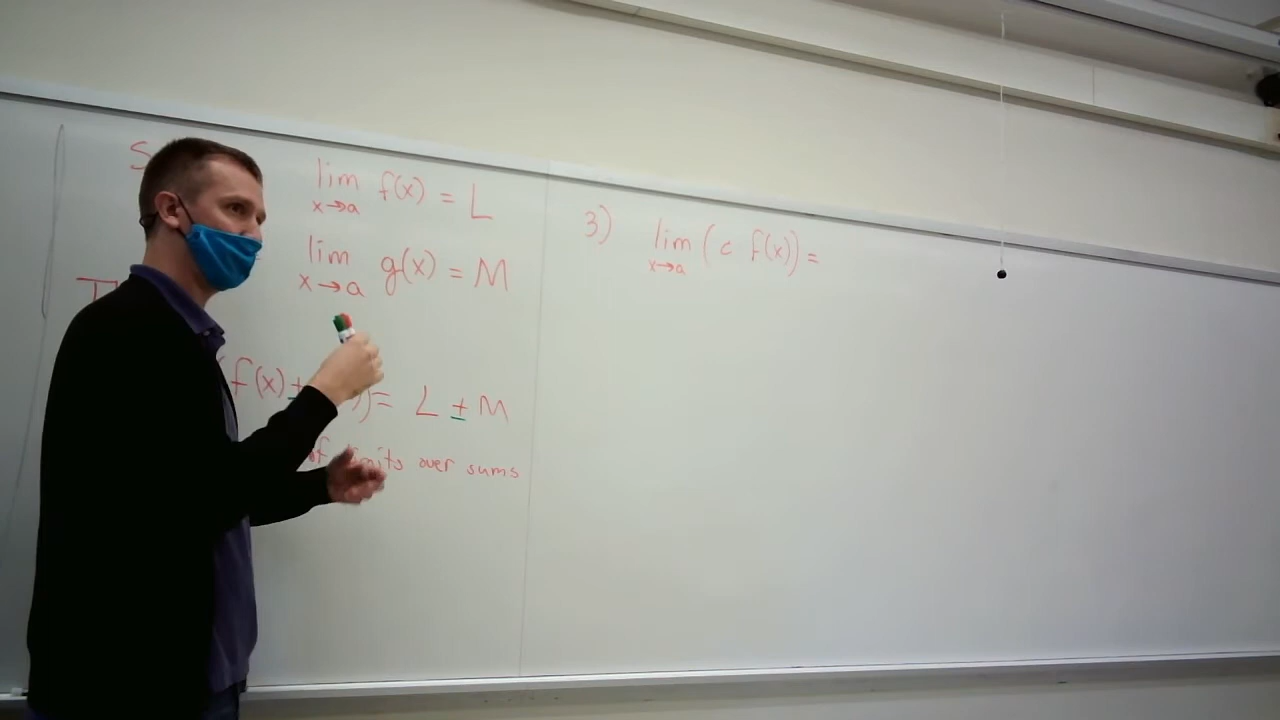 lim f(x) = L
x→a
lim g(x) = M
x→a
f(x) ± = L ± M
limits over sums
3) lim (c f(x)) =
x→a